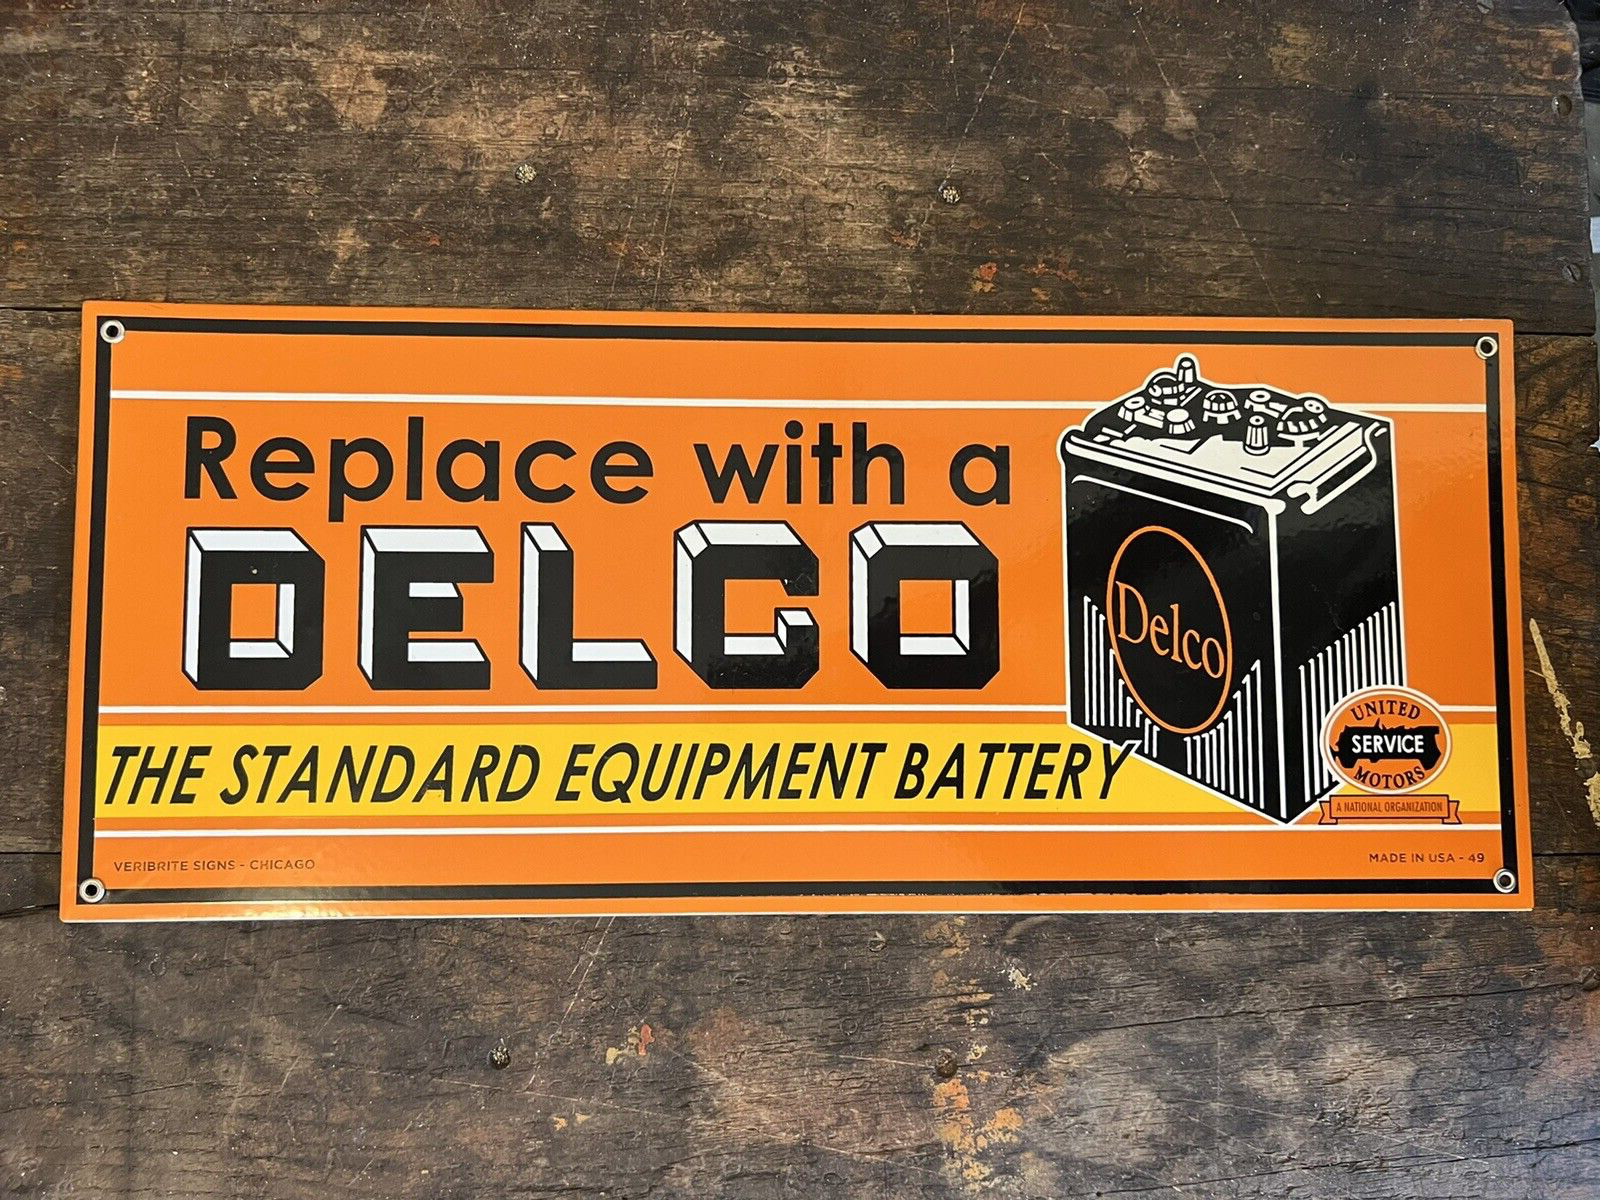 Replace with a
DELCO
THE STANDARD EQUIPMENT BATTERY
Delco
UNITED
SERVICE
MOTORS
A NATIONAL ORGANIZATION
VERIBRITE SIGNS - CHICAGO
MADE IN USA - 49